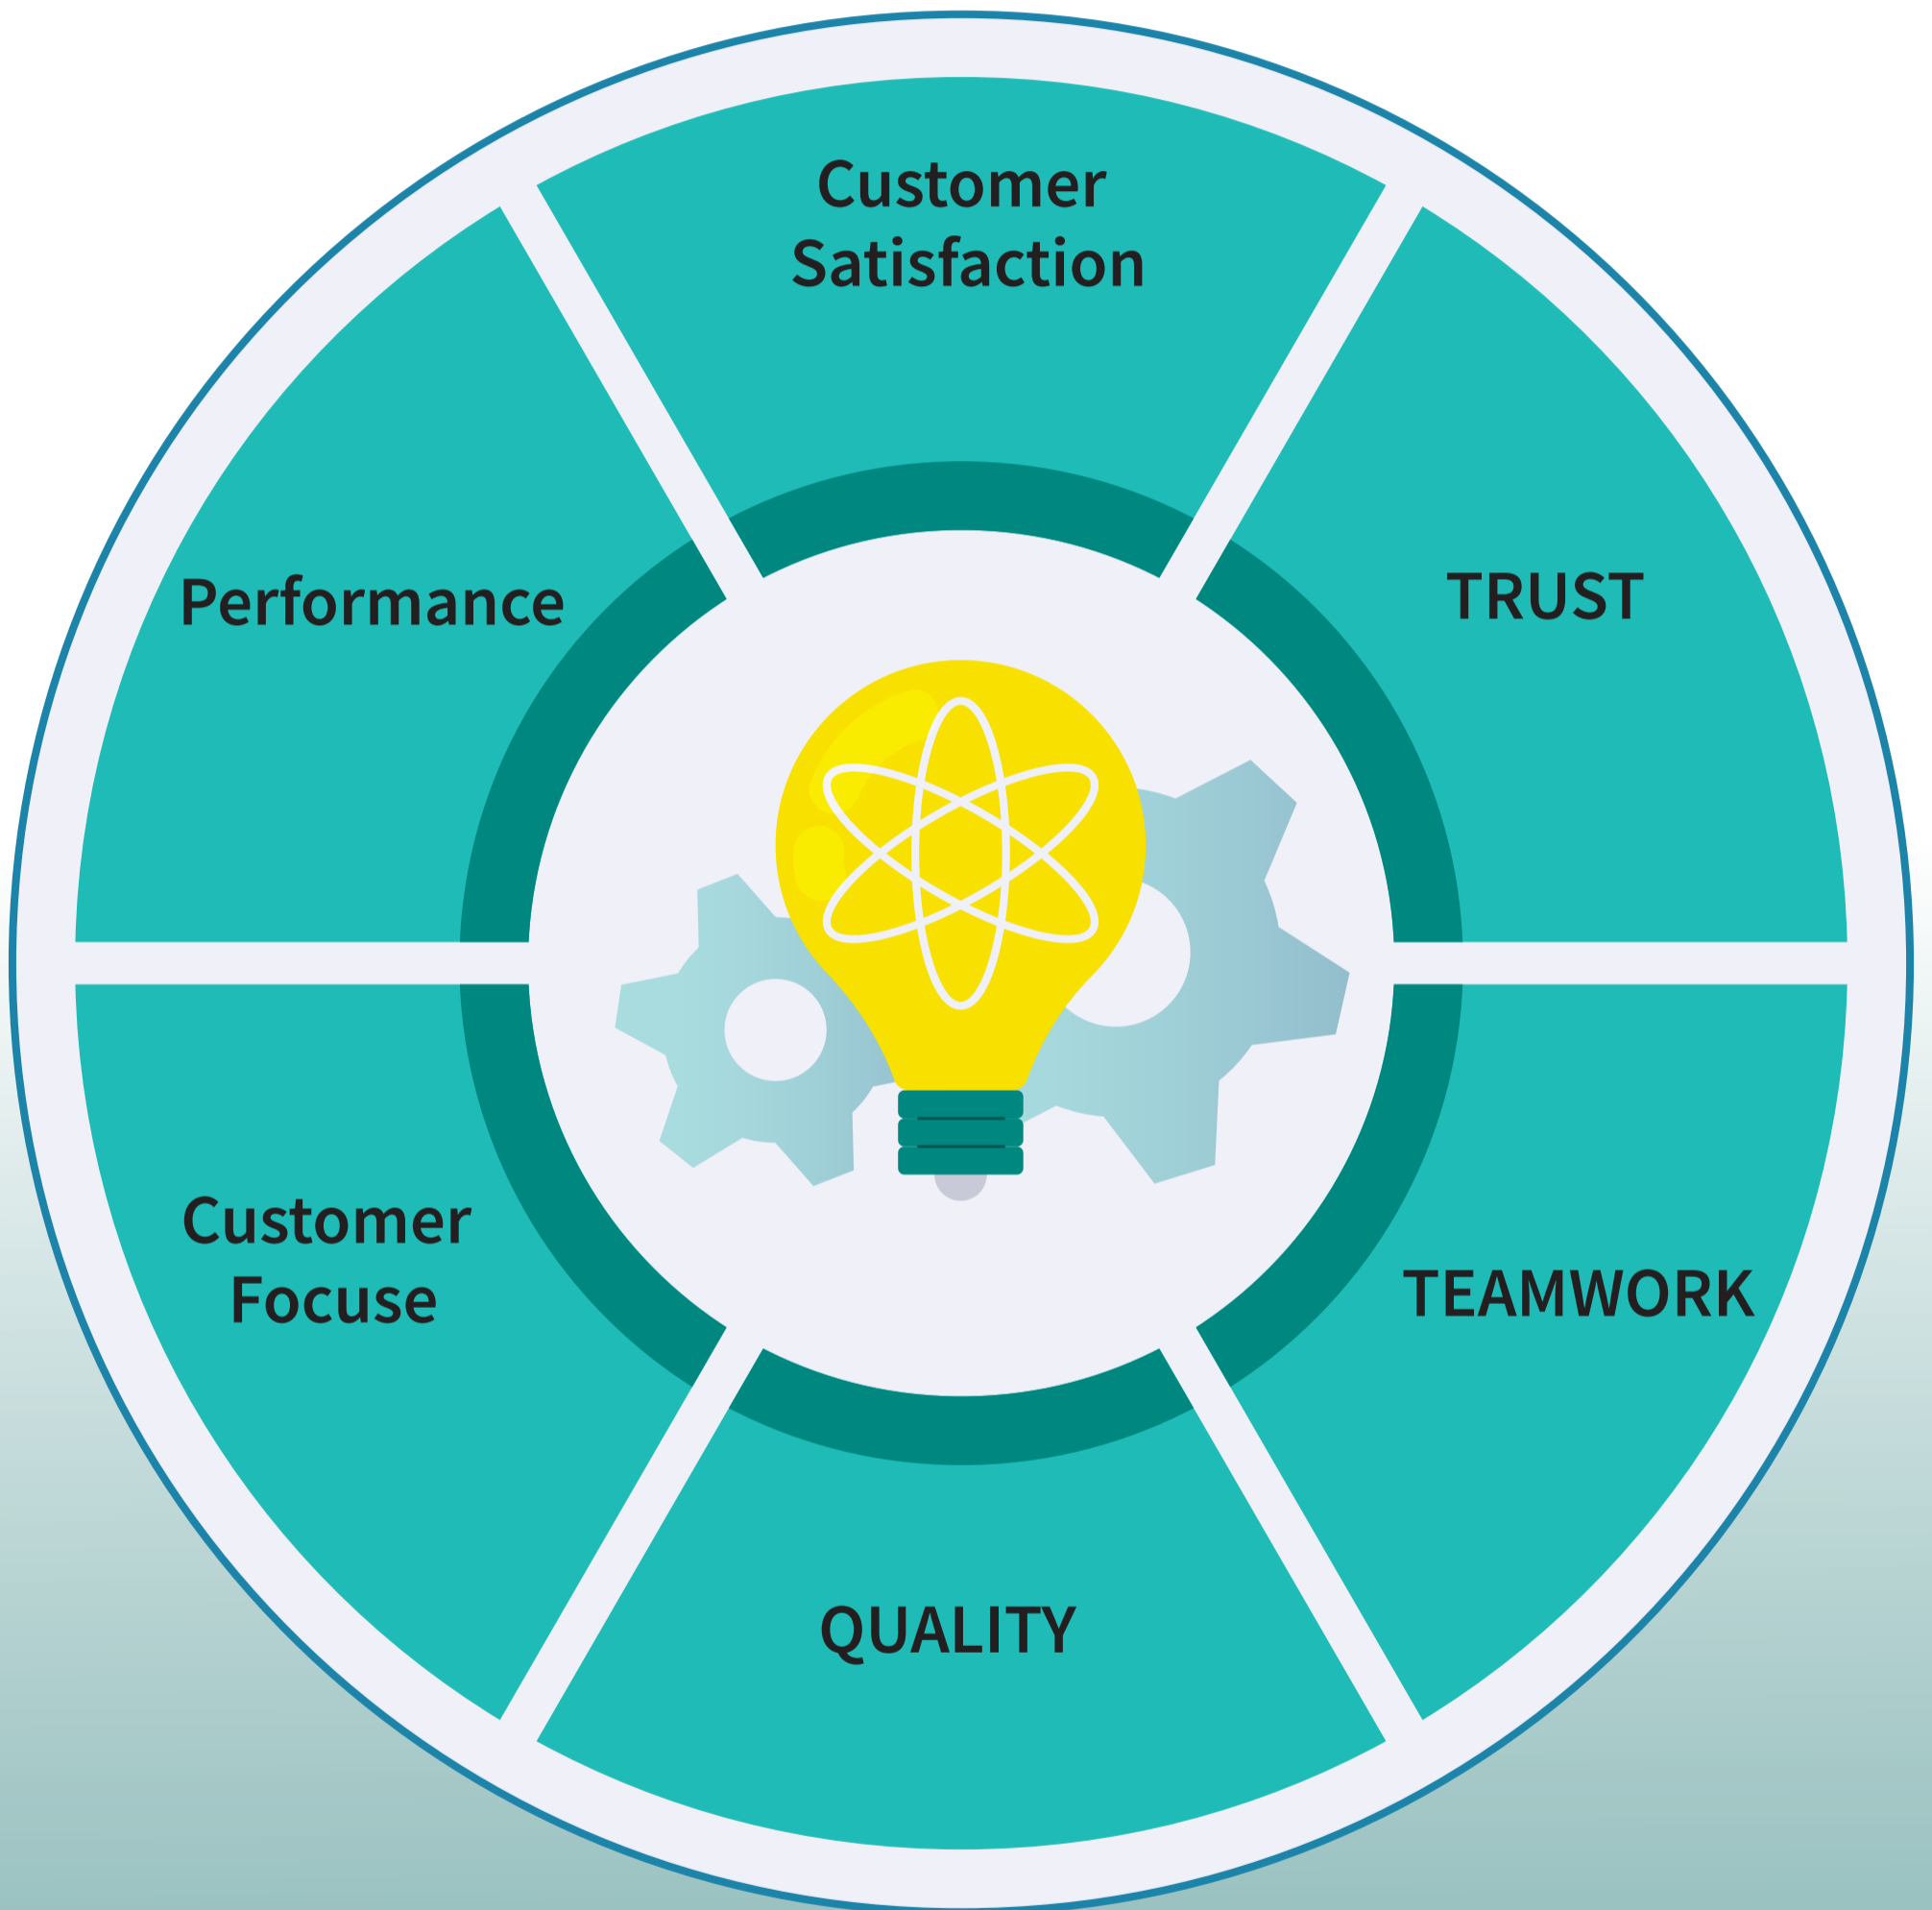 Customer
Satisfaction
TRUST
TEAMWORK
QUALITY
Customer
Focuse
Performance